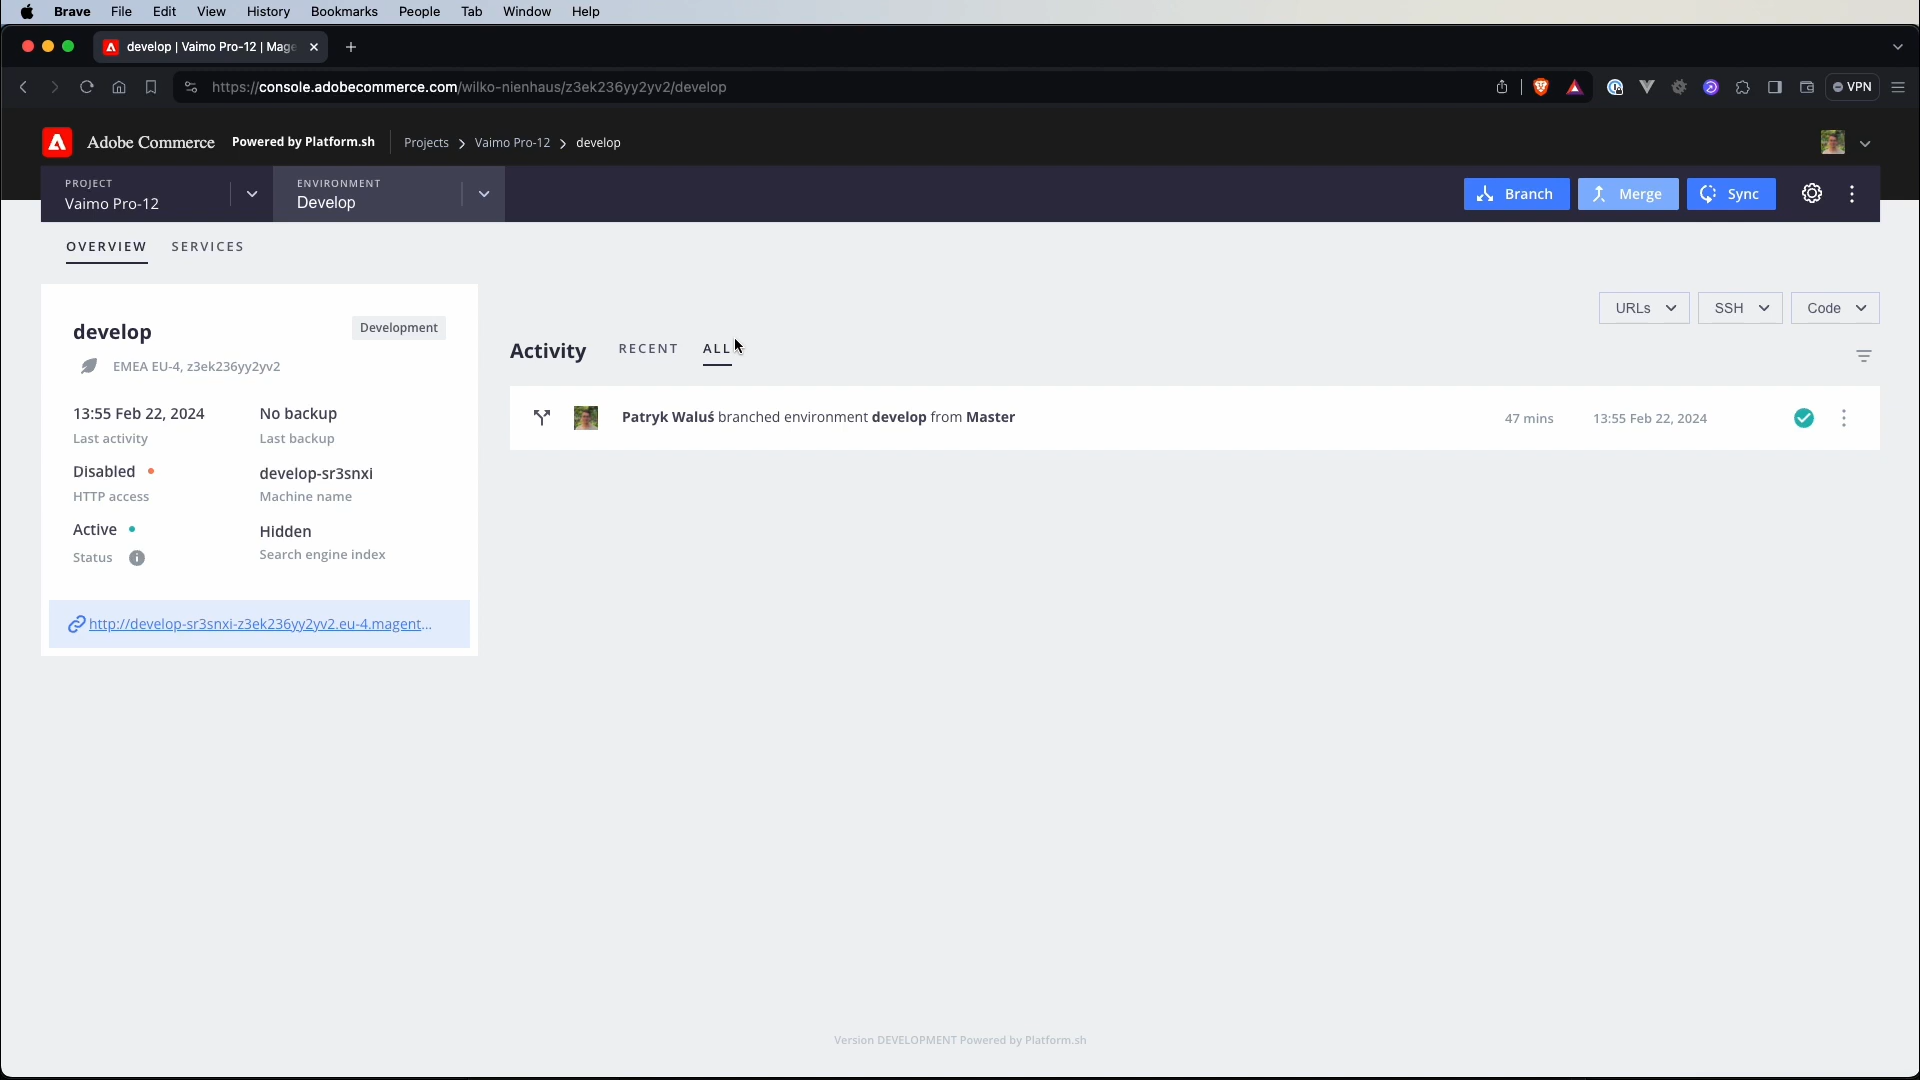 Brave File Edit View History Bookmarks People Tab Window Help
develop | Vaimo Pro-12 | Mage
https://console.adobecommerce.com/wilko-nienhaus/z3ek236yy2yv2/develop
VPN
Adobe Commerce Powered by Platform.sh Projects Vaimo Pro-12 develop
PROJECT
Vaimo Pro-12
ENVIRONMENT
Develop
Branch Merge Sync
OVERVIEW SERVICES
URLs SSH Code
develop
Development
EMEA EU-4, z3ek236yy2yv2
13:55 Feb 22, 2024
Last activity
No backup
Last backup
Disabled
HTTP access
develop-sr3snxi
Machine name
Active
Status
Hidden
Search engine index
http://develop-sr3snxi-z3ek236yy2yv2.eu-4.magent...
Activity RECENT ALL
Patryk Waluś branched environment develop from Master 47 mins 13:55 Feb 22, 2024
Version DEVELOPMENT Powered by Platform.sh